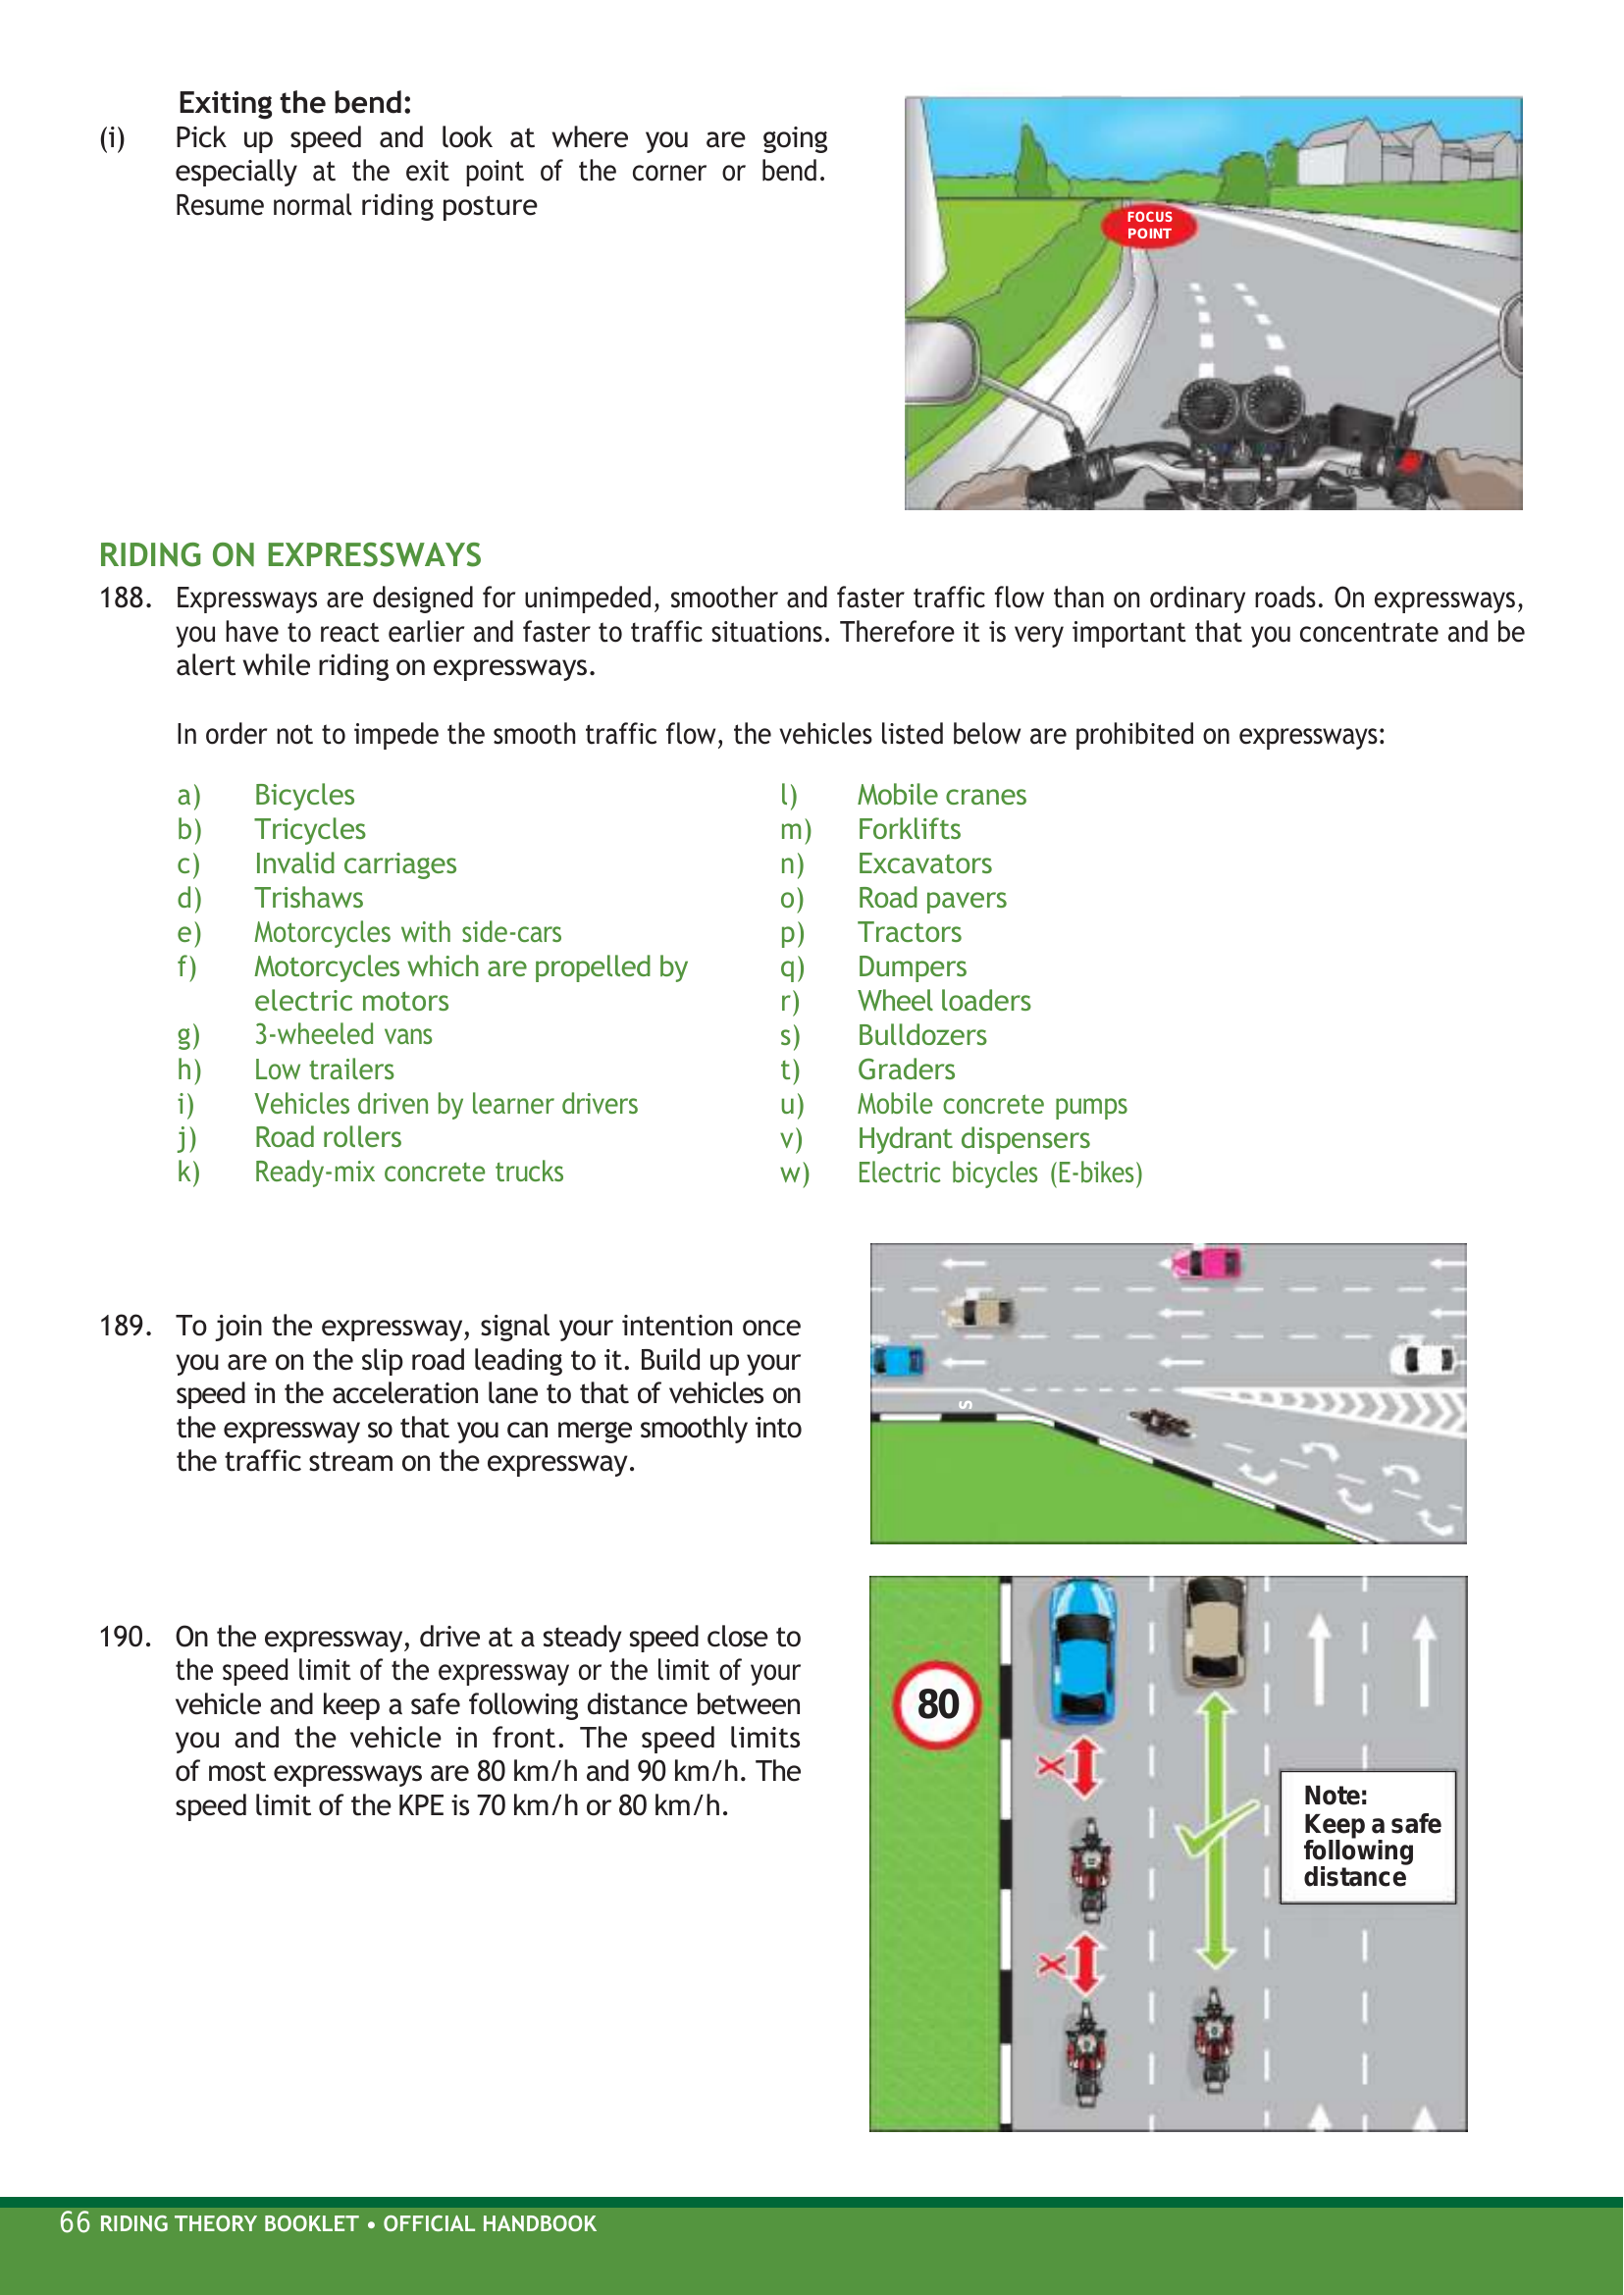 Exiting the bend:
(i) Pick up speed and look at where you are going
especially at the exit point of the corner or bend.
Resume normal riding posture
FOCUS
POINT
RIDING ON EXPRESSWAYS
188. Expressways are designed for unimpeded, smoother and faster traffic flow than on ordinary roads. On expressways,
you have to react earlier and faster to traffic situations. Therefore it is very important that you concentrate and be
alert while riding on expressways.
In order not to impede the smooth traffic flow, the vehicles listed below are prohibited on expressways:
a) Bicycles
b) Tricycles
c) Invalid carriages
d) Trishaws
e) Motorcycles with side-cars
f) Motorcycles which are propelled by
electric motors
g) 3-wheeled vans
h) Low trailers
i) Vehicles driven by learner drivers
j) Road rollers
k) Ready-mix concrete trucks
l) Mobile cranes
m) Forklifts
n) Excavators
o) Road pavers
p) Tractors
q) Dumpers
r) Wheel loaders
s) Bulldozers
t) Graders
u) Mobile concrete pumps
v) Hydrant dispensers
w) Electric bicycles (E-bikes)
189. To join the expressway, signal your intention once
you are on the slip road leading to it. Build up your
speed in the acceleration lane to that of vehicles on
the expressway so that you can merge smoothly into
the traffic stream on the expressway.
S
190. On the expressway, drive at a steady speed close to
the speed limit of the expressway or the limit of your
vehicle and keep a safe following distance between
you and the vehicle in front. The speed limits
of most expressways are 80 km/h and 90 km/h. The
speed limit of the KPE is 70 km/h or 80 km/h.
80
Note:
Keep a safe
following
distance
66 RIDING THEORY BOOKLET • OFFICIAL HANDBOOK